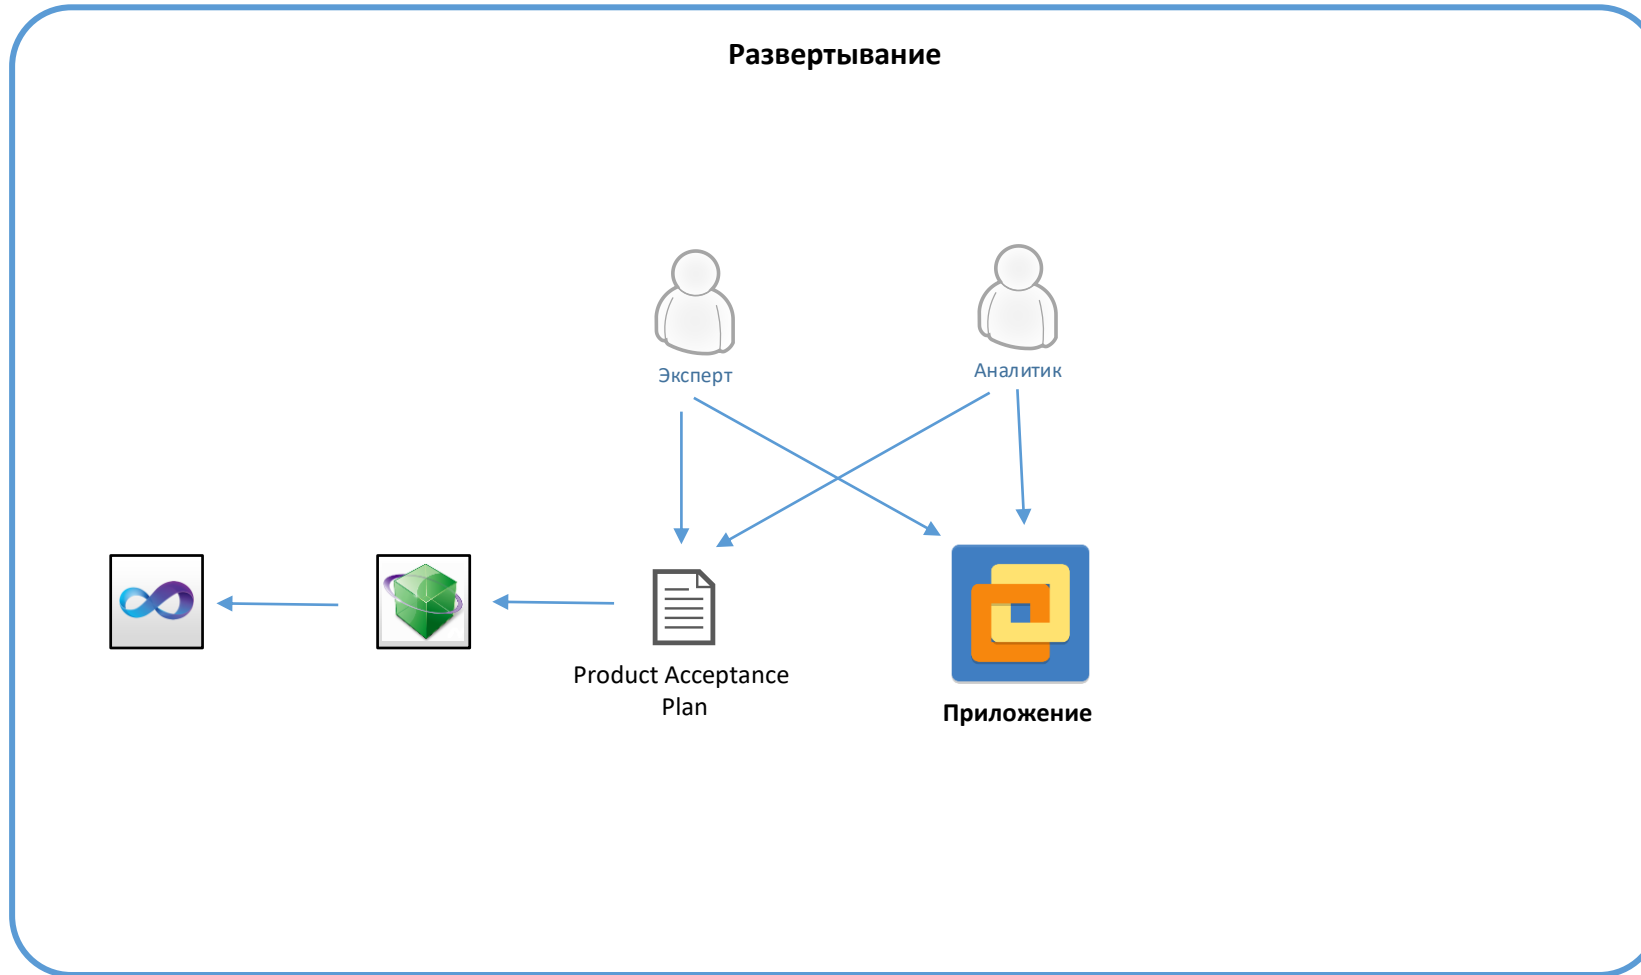 Развертывание
Эксперт
Аналитик
Product Acceptance
Plan
Приложение